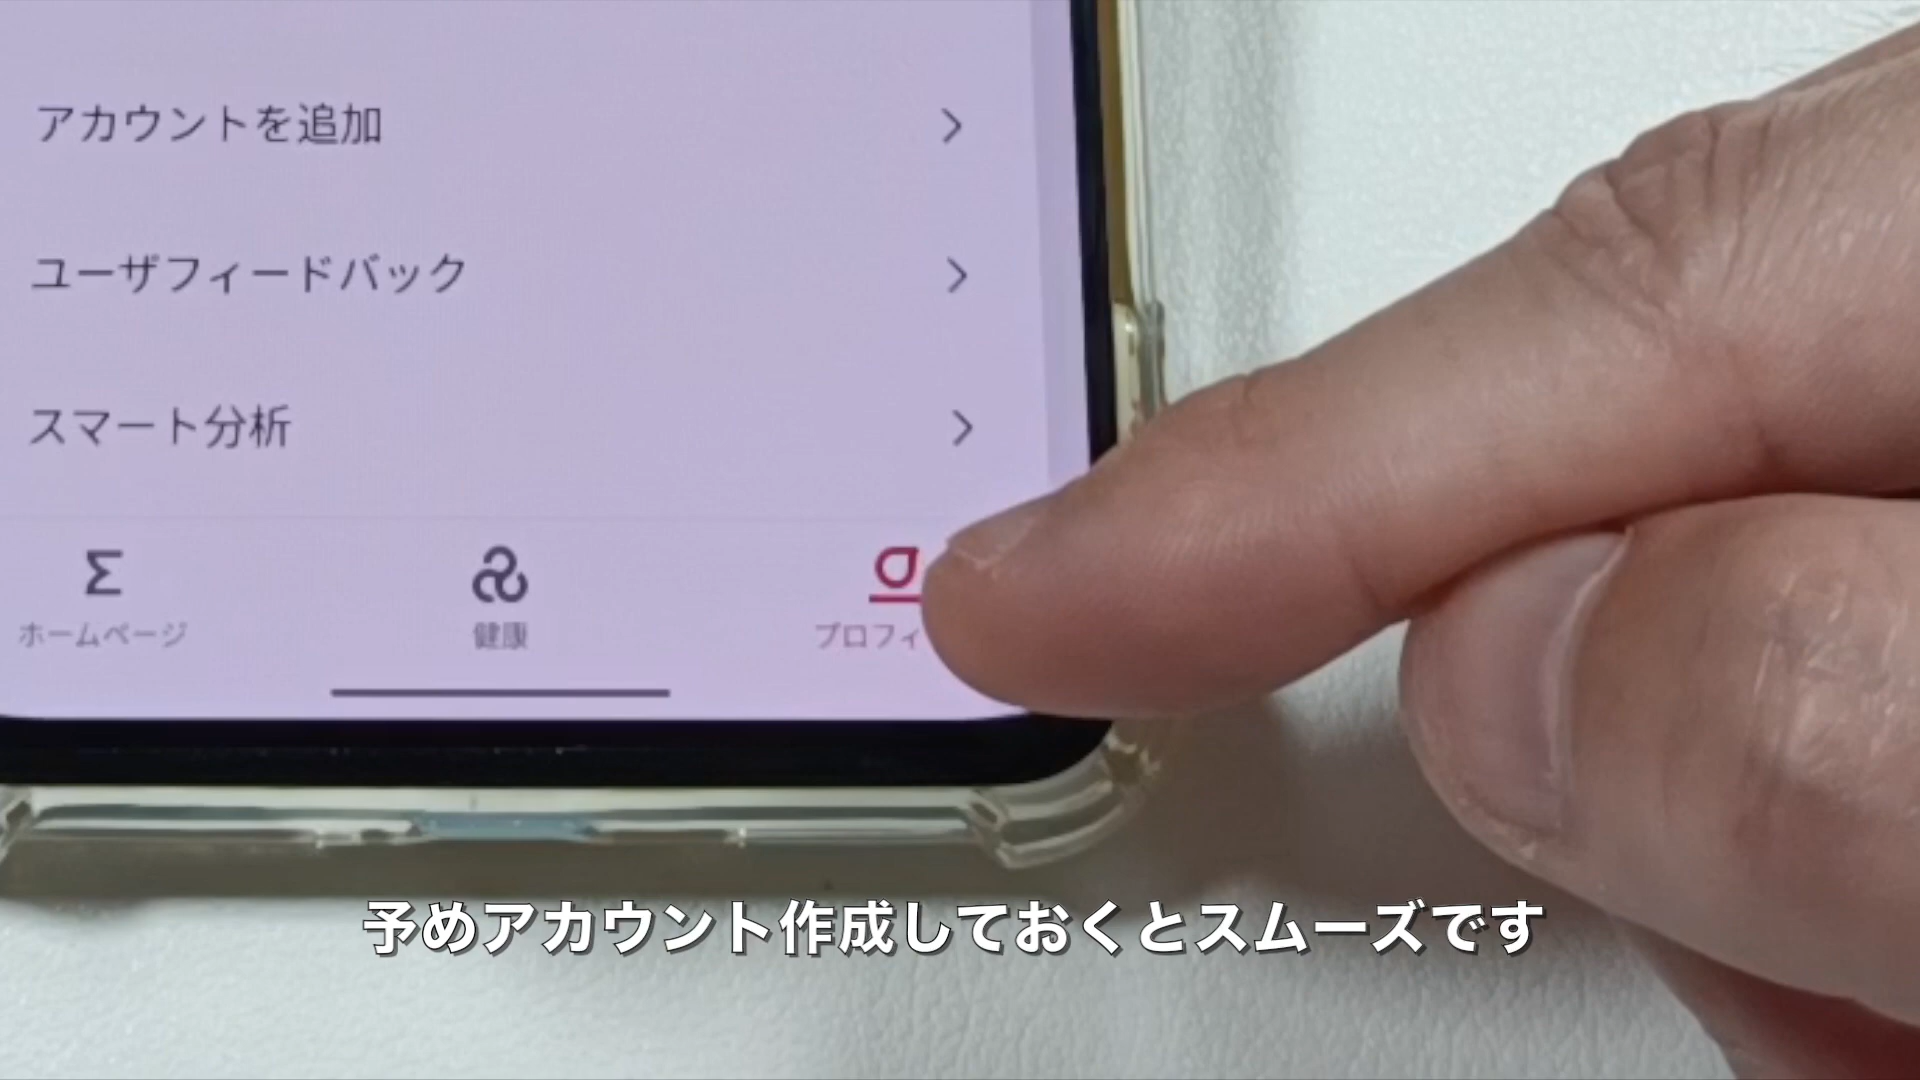 アカウントを追加
ユーザフィードバック
スマート分析
ホームページ
健康
プロフィ
予めアカウント作成しておくとスムーズです